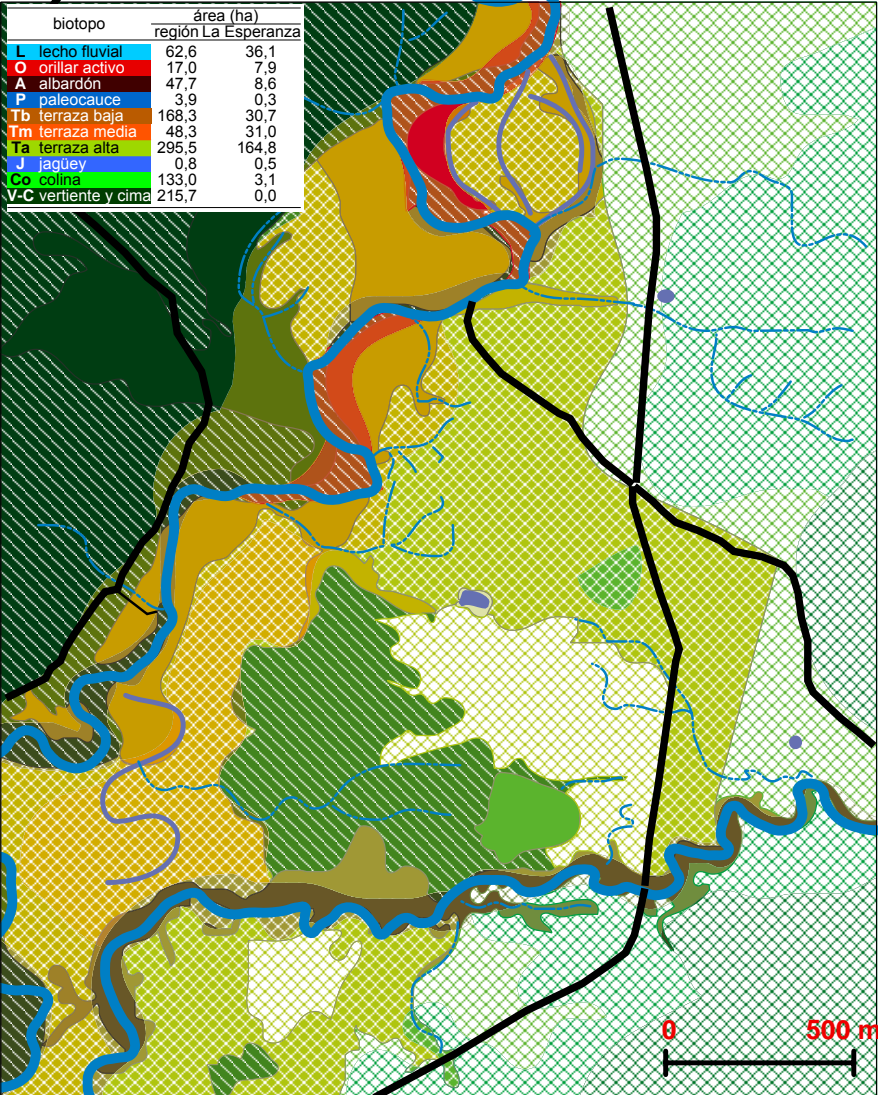 biotopo área (ha)
región La Esperanza
L lecho fluvial 62,6 36,1
O orillar activo 17,0 7,9
A albardón 47,7 8,6
P paleocauce 3,9 0,3
Tb terraza baja 168,3 30,7
Tm terraza media 48,3 31,0
Ta terraza alta 295,5 164,8
J jagüey 0,8 0,5
Co colina 133,0 3,1
V-C vertiente y cima 215,7 0,0
0 500 m